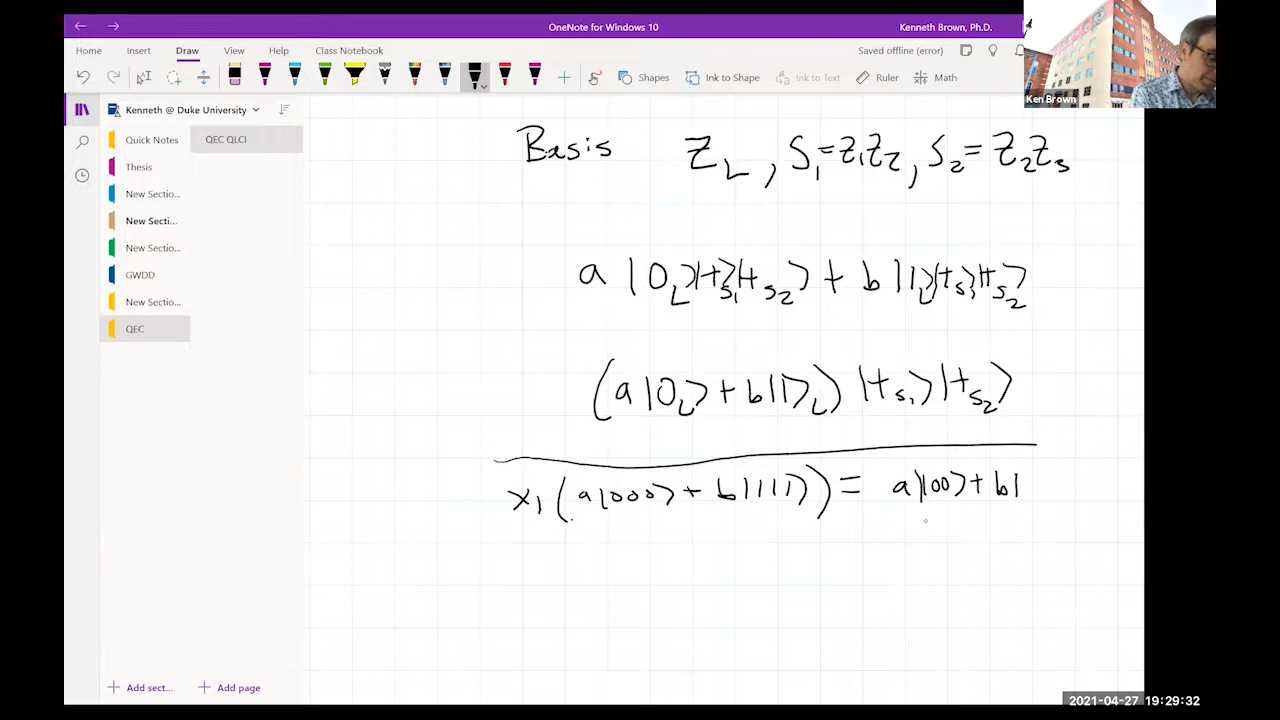 OneNote for Windows 10
Kenneth Brown, Ph.D.
Home Insert Draw View Help Class Notebook
Saved offline (error)
Shapes Ink to Shape Ink to Text Ruler Math
Ken Brown
Kenneth @ Duke University
Quick Notes
Thesis
New Sectio...
New Secti...
New Sectio...
GWDD
New Sectio...
QEC
QEC QLCI
Basis Z_L, S_1=Z_1Z_2, S_2=Z_2Z_3
a|0_L⟩|+_{S_1}⟩|+_{S_2}⟩ + b|1_L⟩|+_{S_1}⟩|+_{S_2}⟩
(a|0_L⟩ + b|1⟩_L)|+_{S_1}⟩|+_{S_2}⟩
X_1(a|000⟩ + b|111⟩) = a|100⟩ + b|
Add sect... Add page
2021-04-27 19:29:32